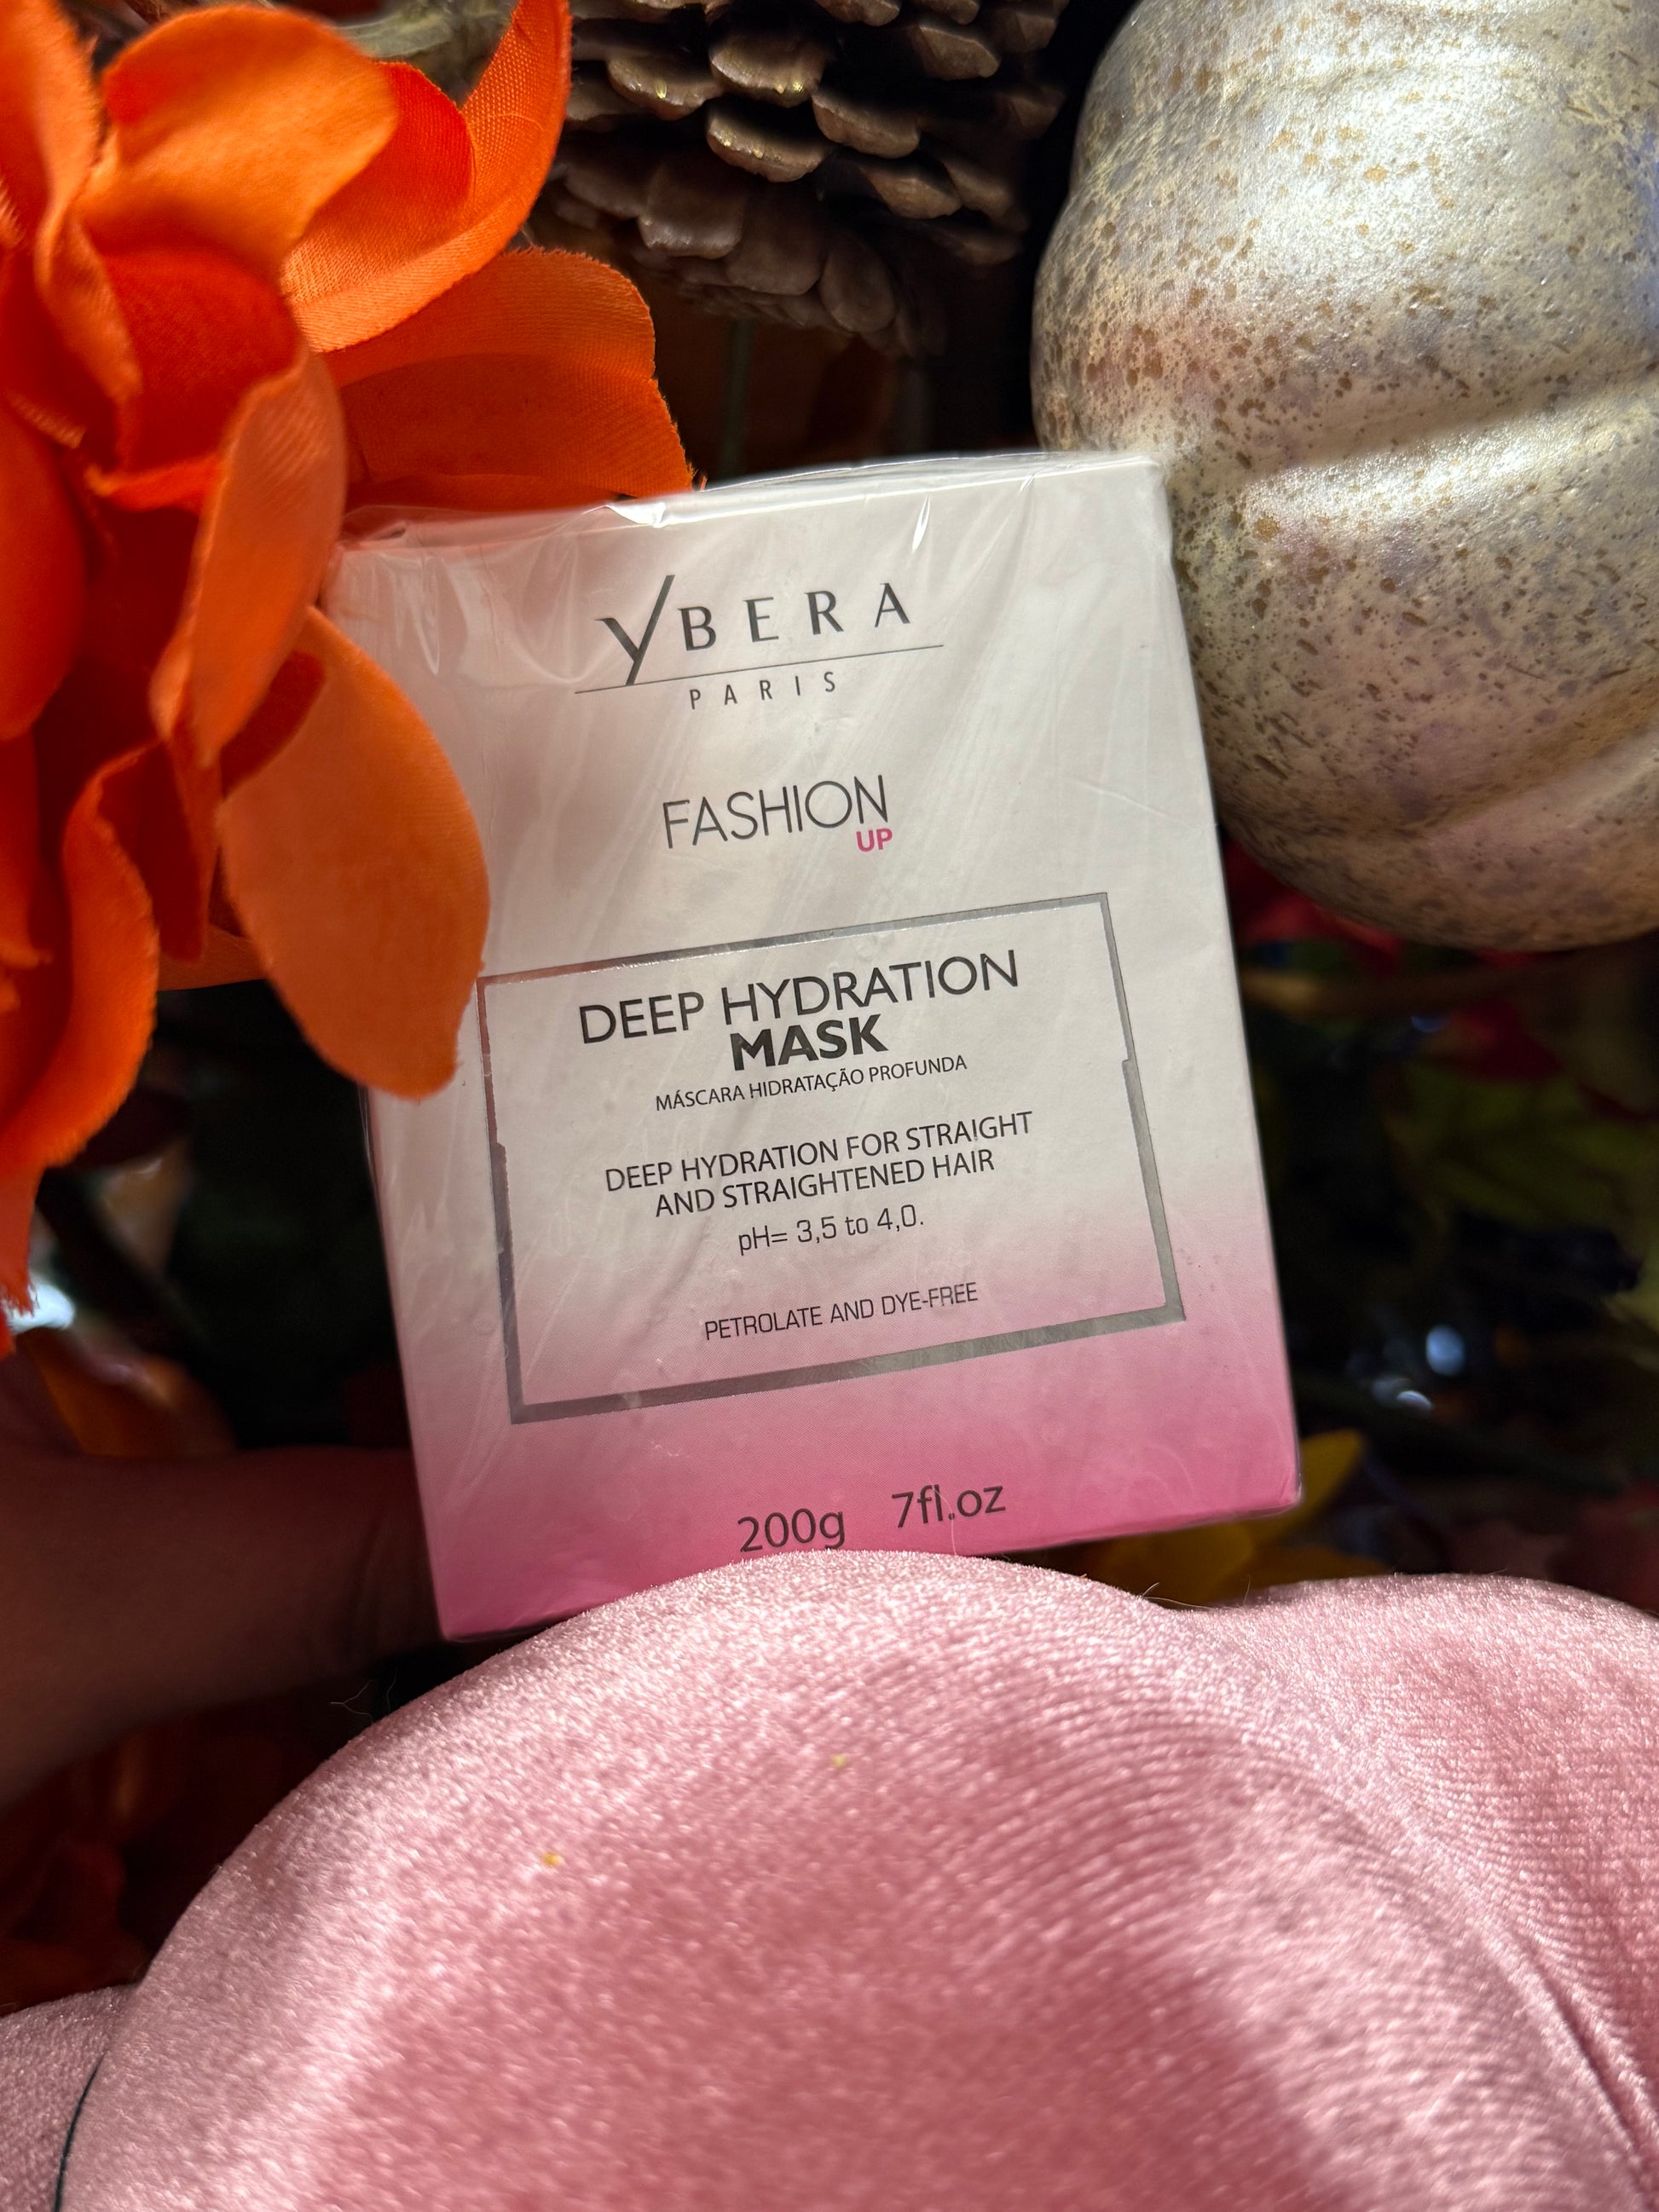 YBERA
PARIS
FASHION
UP
DEEP HYDRATION
MASK
MÁSCARA HIDRATAÇÃO PROFUNDA
DEEP HYDRATION FOR STRAIGHT
AND STRAIGHTENED HAIR
pH= 3,5 to 4,0.
PETROLATE AND DYE-FREE
200g 7fl.oz